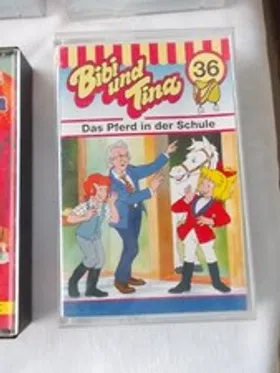 Bibi und Tina
36
Das Pferd in der Schule